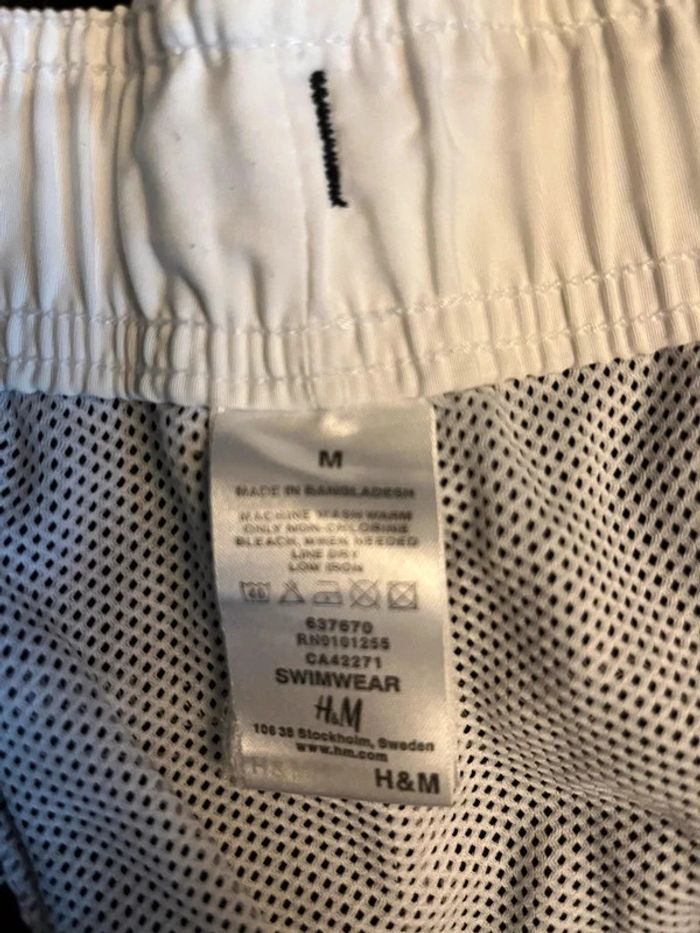 M
MADE IN BANGLADESH
MACHINE WASH WARM
ONLY NON-CHLORINE
BLEACH, WHEN NEEDED
LINE DRY
LOW IRON
40
637670
RN0101255
CA42271
SWIMWEAR
H&M
106 38 Stockholm, Sweden
www.hm.com
H&M